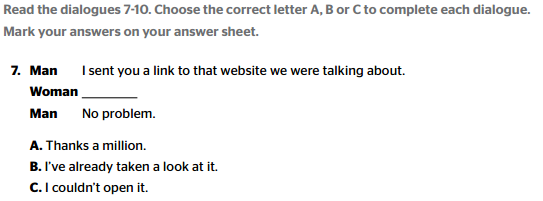 Read the dialogues 7-10. Choose the correct letter A, B or C to complete each dialogue.
Mark your answers on your answer sheet.
7. Man I sent you a link to that website we were talking about.
Woman ________
Man No problem.
A. Thanks a million.
B. I've already taken a look at it.
C. I couldn't open it.